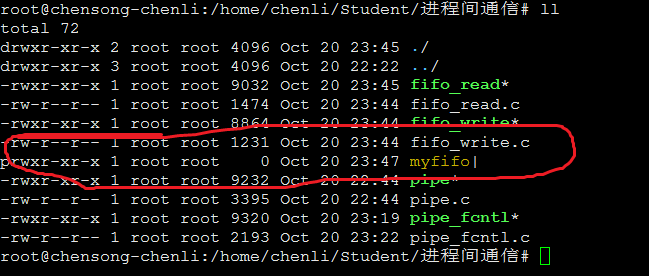 root@chensong-chenli:/home/chenli/Student/进程间通信# ll
total 72
drwxr-xr-x 2 root root 4096 Oct 20 23:45 ./
drwxr-xr-x 3 root root 4096 Oct 20 22:22 ../
-rwxr-xr-x 1 root root 9032 Oct 20 23:45 fifo_read*
-rw-r--r-- 1 root root 1474 Oct 20 23:44 fifo_read.c
-rwxr-xr-x 1 root root 8864 Oct 20 23:44 fifo_write*
-rw-r--r-- 1 root root 1231 Oct 20 23:44 fifo_write.c
prwxr-xr-x 1 root root 0 Oct 20 23:47 myfifo|
-rwxr-xr-x 1 root root 9232 Oct 20 22:44 pipe*
-rw-r--r-- 1 root root 3395 Oct 20 22:44 pipe.c
-rwxr-xr-x 1 root root 9320 Oct 20 23:19 pipe_fcntl*
-rw-r--r-- 1 root root 2193 Oct 20 23:22 pipe_fcntl.c
root@chensong-chenli:/home/chenli/Student/进程间通信#